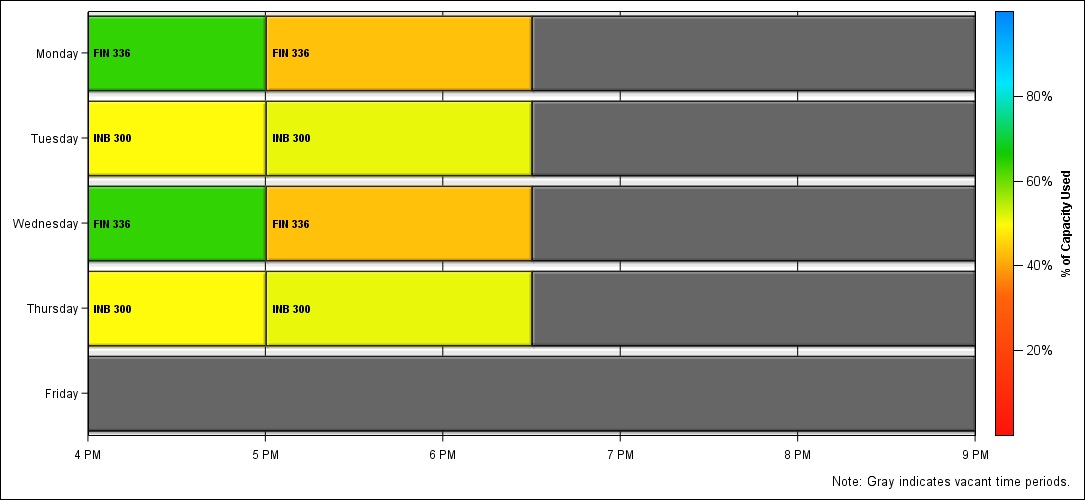 Monday
FIN 336
FIN 336
Tuesday
INB 300
INB 300
Wednesday
FIN 336
FIN 336
Thursday
INB 300
INB 300
Friday
4 PM
5 PM
6 PM
7 PM
8 PM
9 PM
80%
60%
40%
20%
% of Capacity Used
Note: Gray indicates vacant time periods.